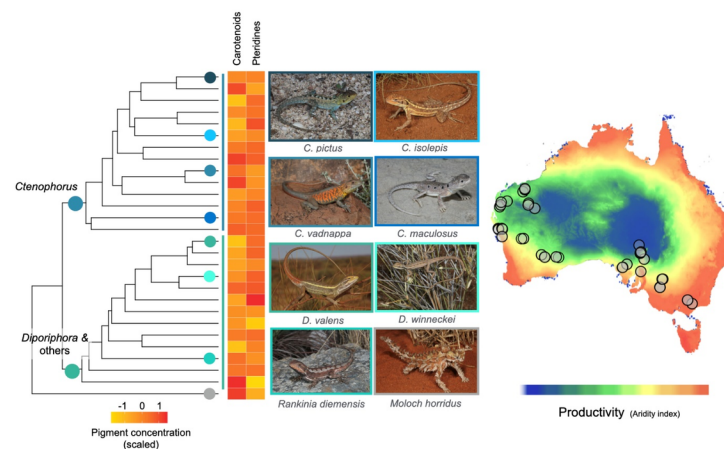 Carotenoids
Pteridines
C. pictus
C. isolepis
Ctenophorus
C. vadnappa
C. maculosus
D. valens
D. winneckei
Diporiphora &
others
Rankinia diemensis
Moloch horridus
-1 0 1
Pigment concentration
(scaled)
Productivity (Aridity index)